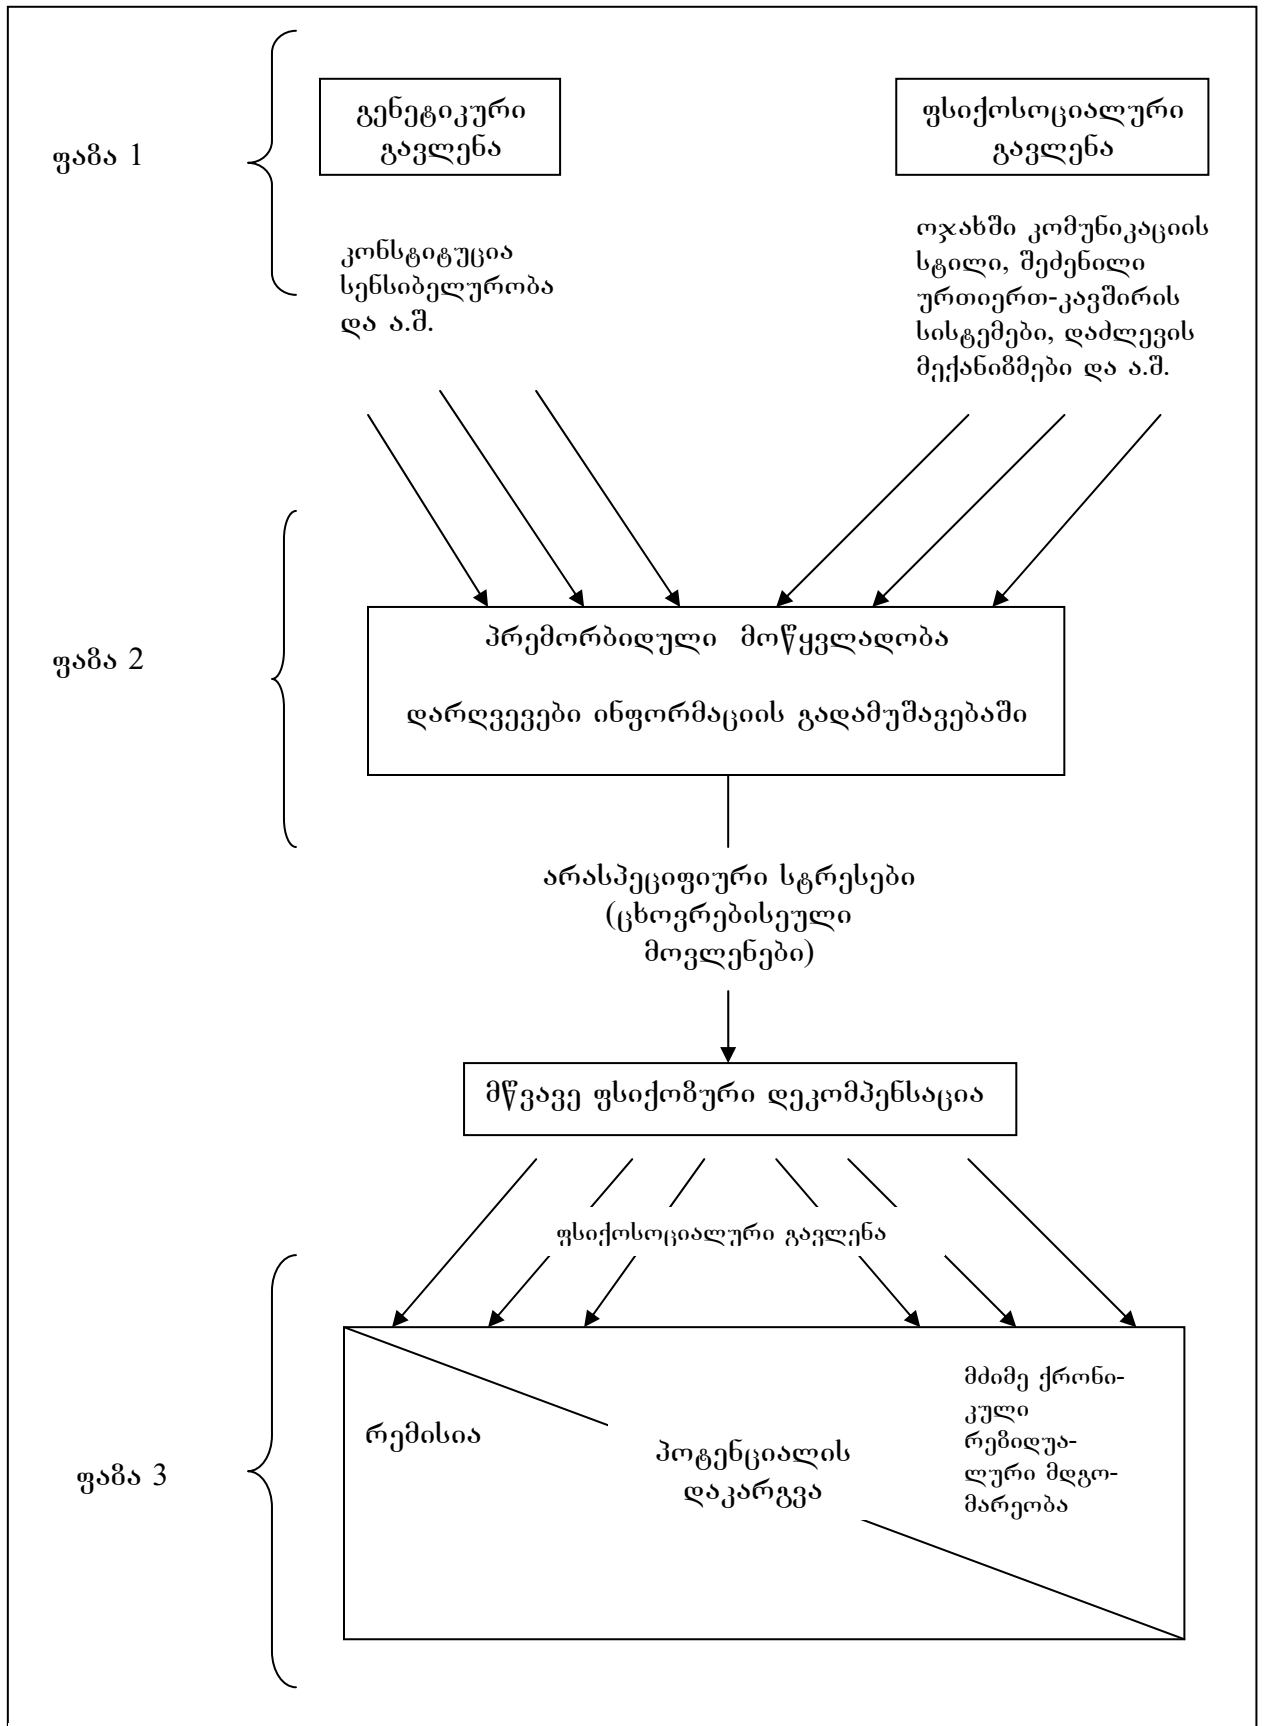 ფაზა 1
გენეტიკური
გავლენა
კონსტიტუცია
სენსიბელურობა
და ა.შ.
ფსიქოსოციალური
გავლენა
ოჯახში კომუნიკაციის
სტილი, შეძენილი
ურთიერთ-კავშირის
სისტემები, დაძლევის
მექანიზმები და ა.შ.
ფაზა 2
პრემორბიდული მოწყვლადობა
დარღვევები ინფორმაციის გადამუშავებაში
არასპეციფიური სტრესები
(ცხოვრებისეული
მოვლენები)
მწვავე ფსიქოზური დეკომპენსაცია
ფსიქოსოციალური გავლენა
ფაზა 3
რემისია
პოტენციალის
დაკარგვა
მძიმე ქრონი-
კული
რეზიდუა-
ლური მდგო-
მარეობა